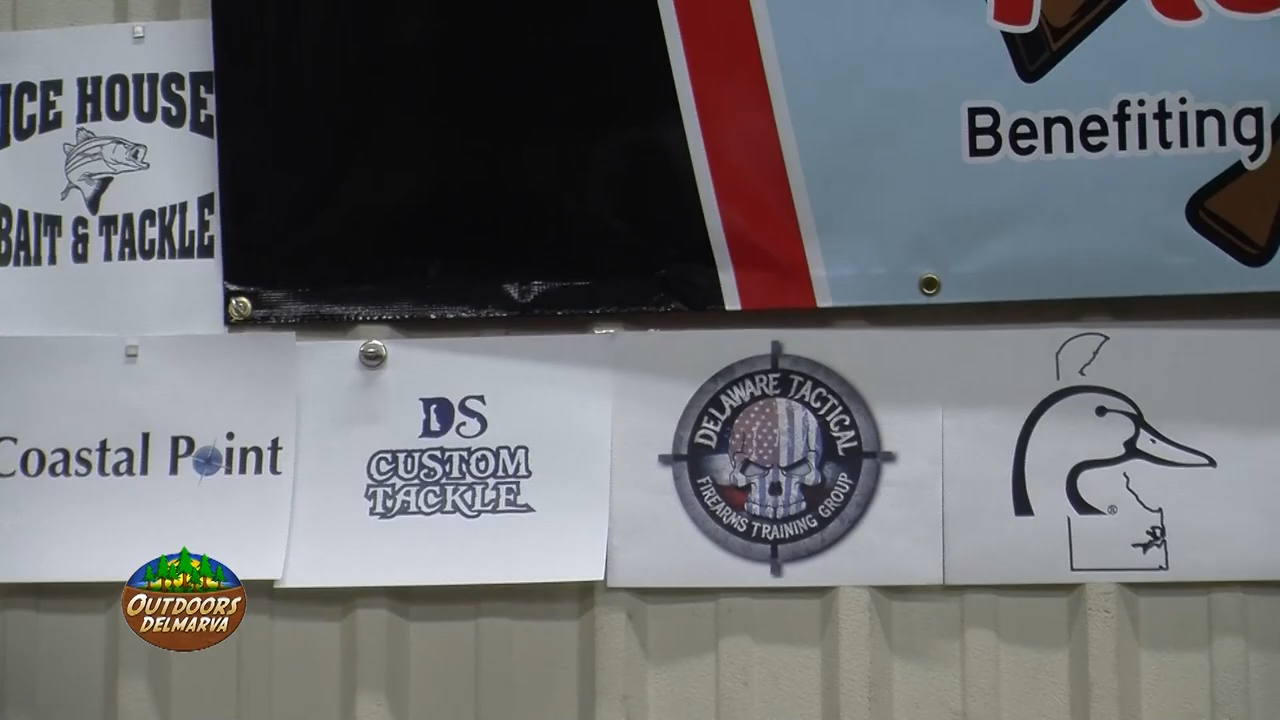 ICE HOUSE
BAIT & TACKLE
Benefiting
Coastal Point
DS
CUSTOM
TACKLE
DELAWARE TACTICAL
FIREARMS TRAINING GROUP
®
OUTDOORS
DELMARVA